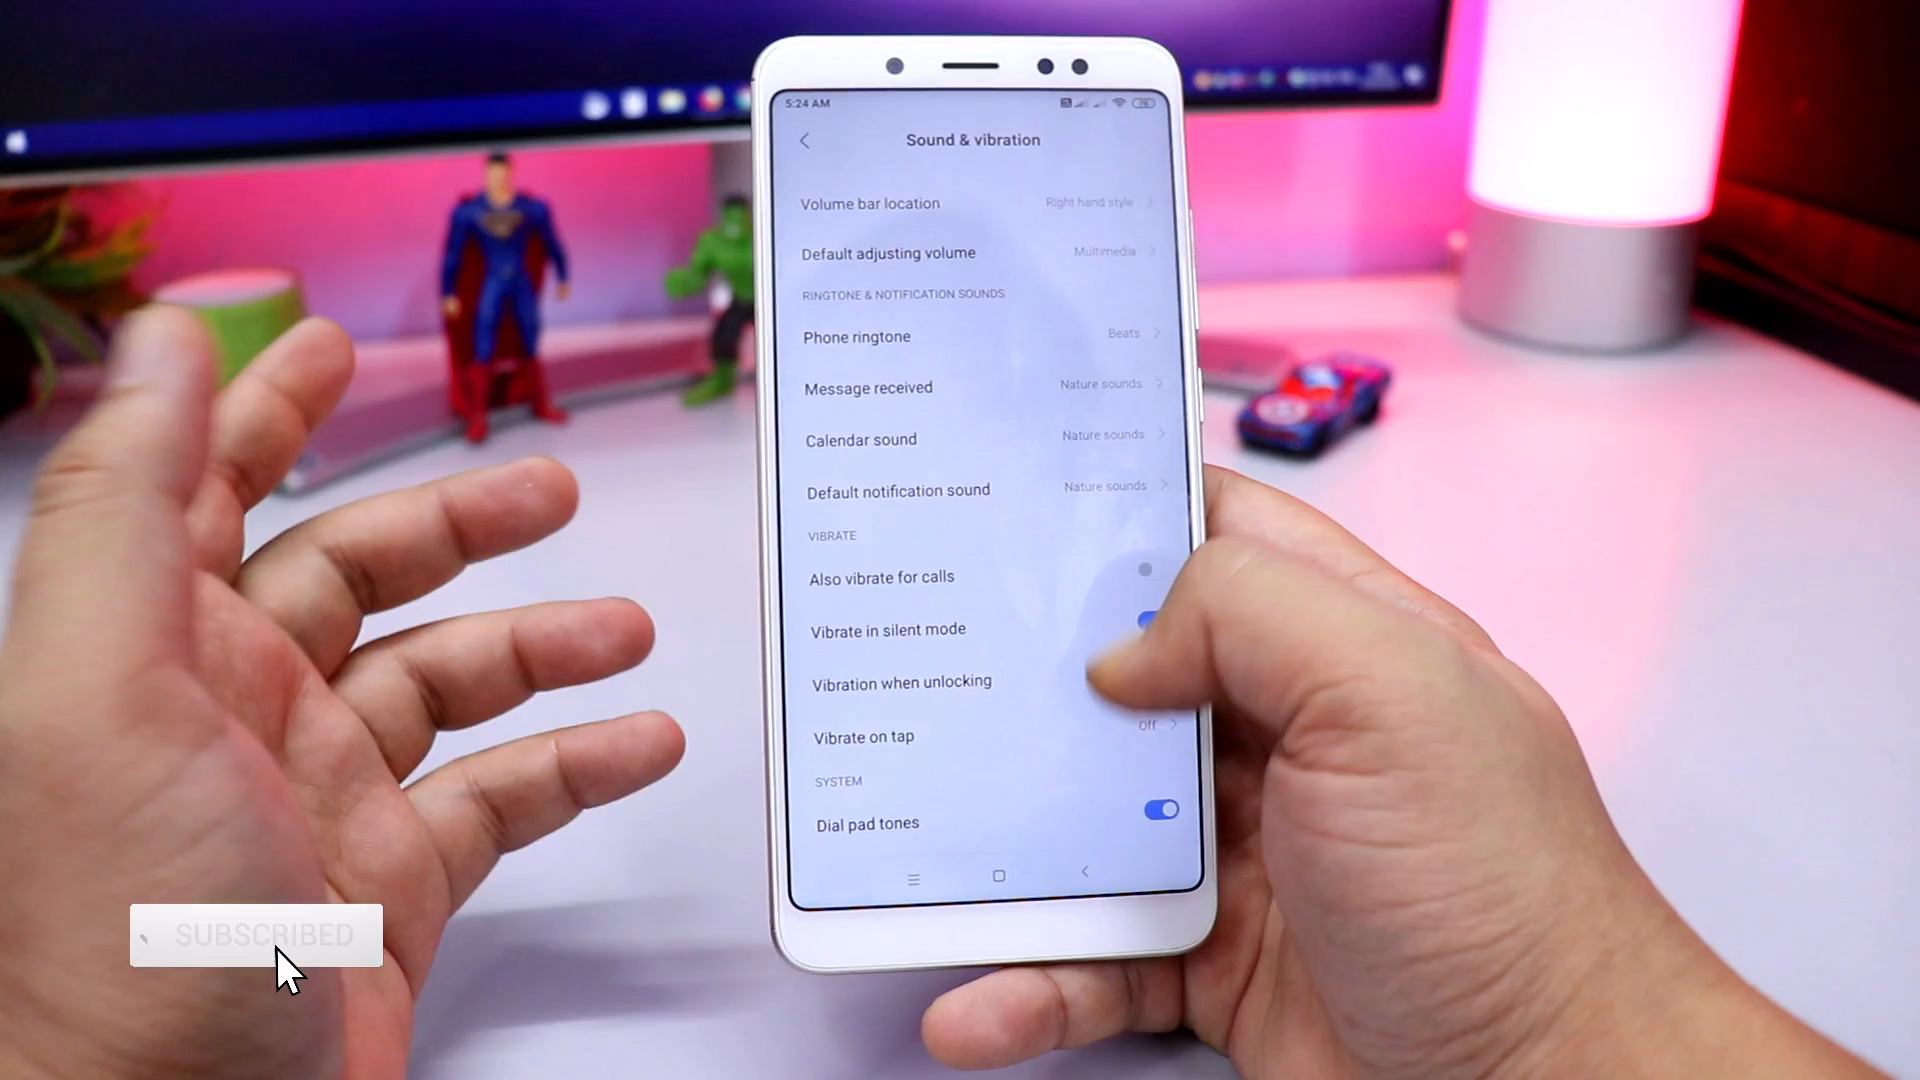 5:24 AM
Sound & vibration
Volume bar location Right hand style
Default adjusting volume Multimedia
RINGTONE & NOTIFICATION SOUNDS
Phone ringtone Beats
Message received Nature sounds
Calendar sound Nature sounds
Default notification sound Nature sounds
VIBRATE
Also vibrate for calls
Vibrate in silent mode
Vibration when unlocking
Vibrate on tap Off
SYSTEM
Dial pad tones
SUBSCRIBED